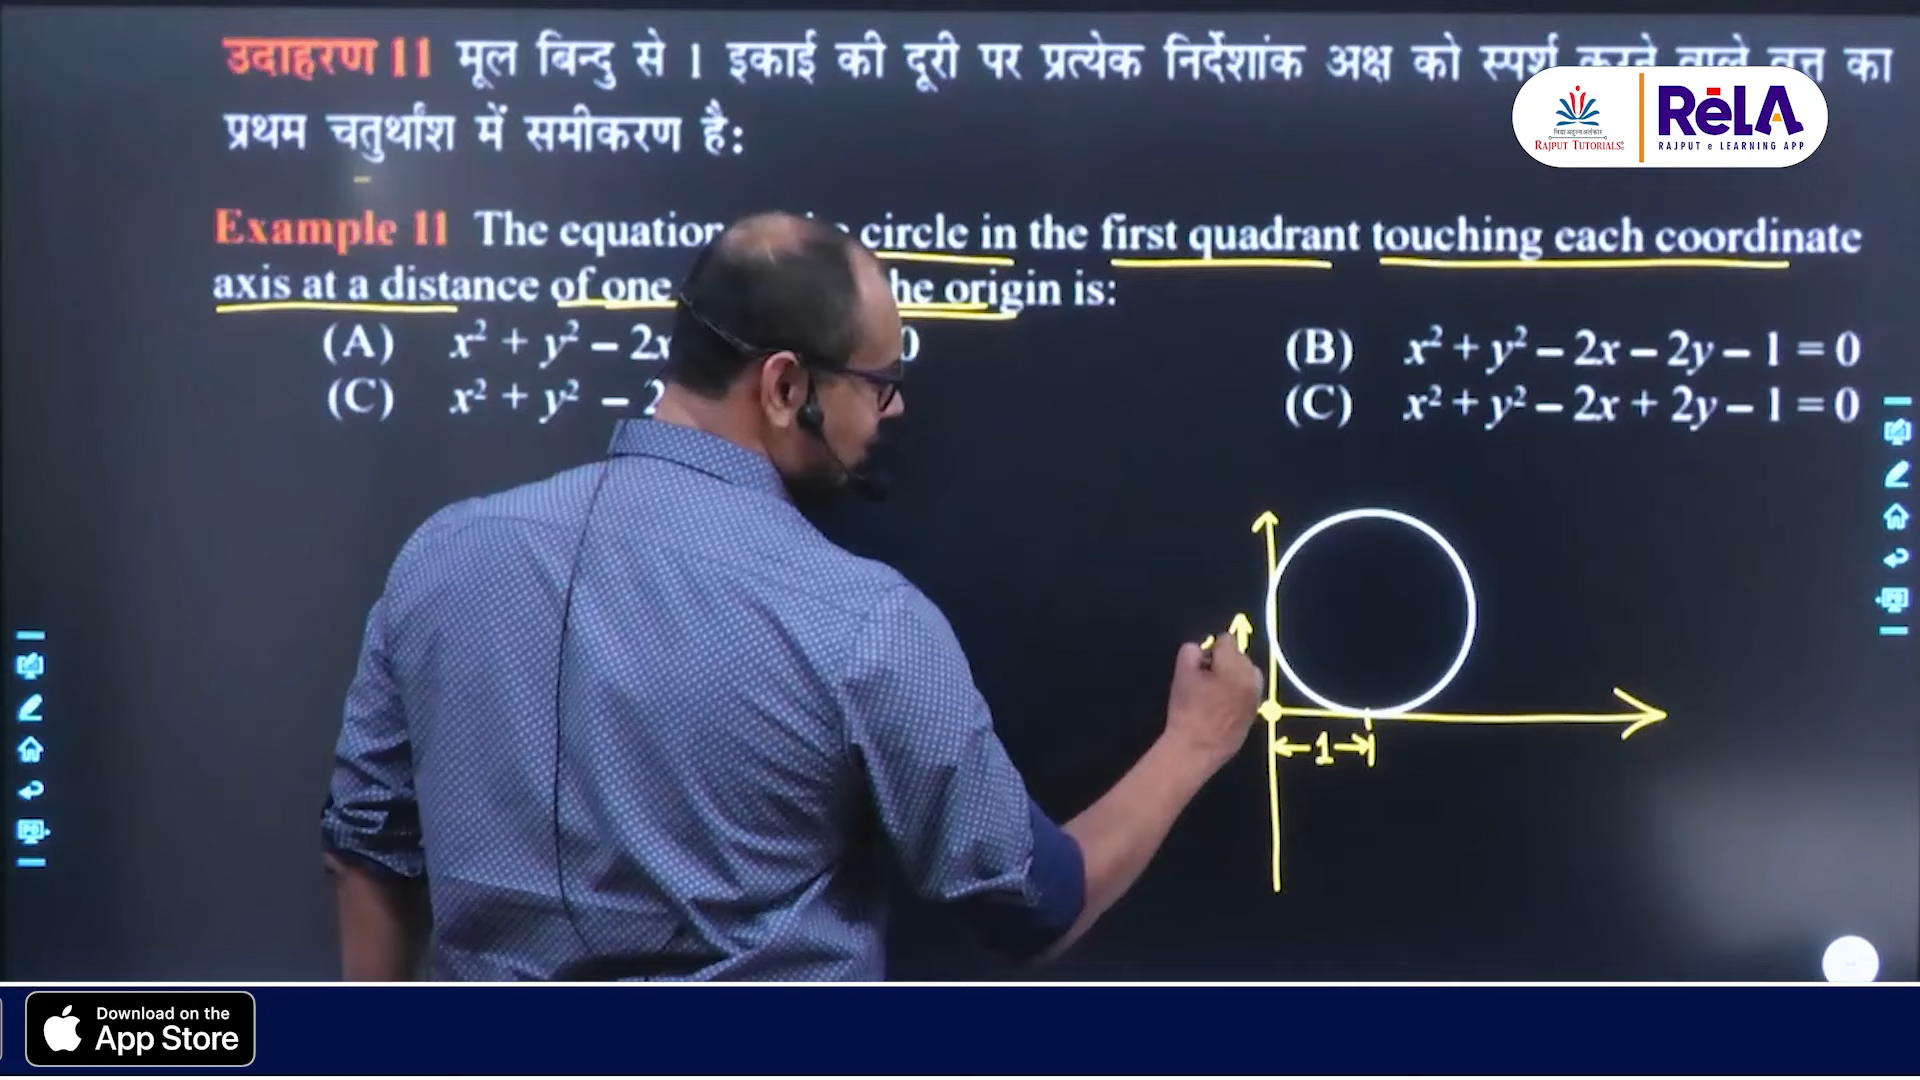 उदाहरण 11 मूल बिन्दु से 1 इकाई की दूरी पर प्रत्येक निर्देशांक अक्ष को स्पर्श करने वाले वृत्त का
प्रथम चतुर्थांश में समीकरण है:
विद्या अतुल्य अलंकार
RAJPUT TUTORIALS
RēLA
RAJPUT e LEARNING APP
Example 11 The equation circle in the first quadrant touching each coordinate
axis at a distance of one he origin is:
(A) x² + y² – 2x 0
(B) x² + y² – 2x – 2y – 1 = 0
(C) x² + y² – 2
(C) x² + y² – 2x + 2y – 1 = 0
1
Download on the
App Store